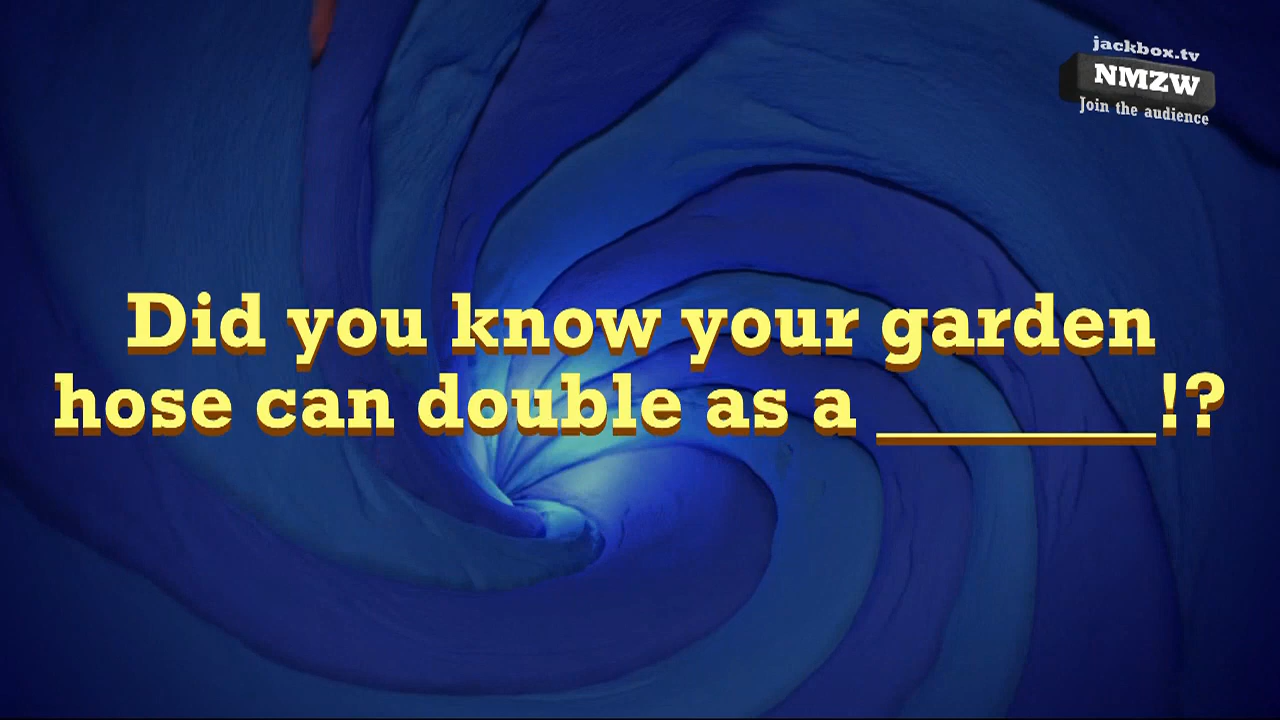 jackbox.tv
NMZW
Join the audience
Did you know your garden
hose can double as a ________!?